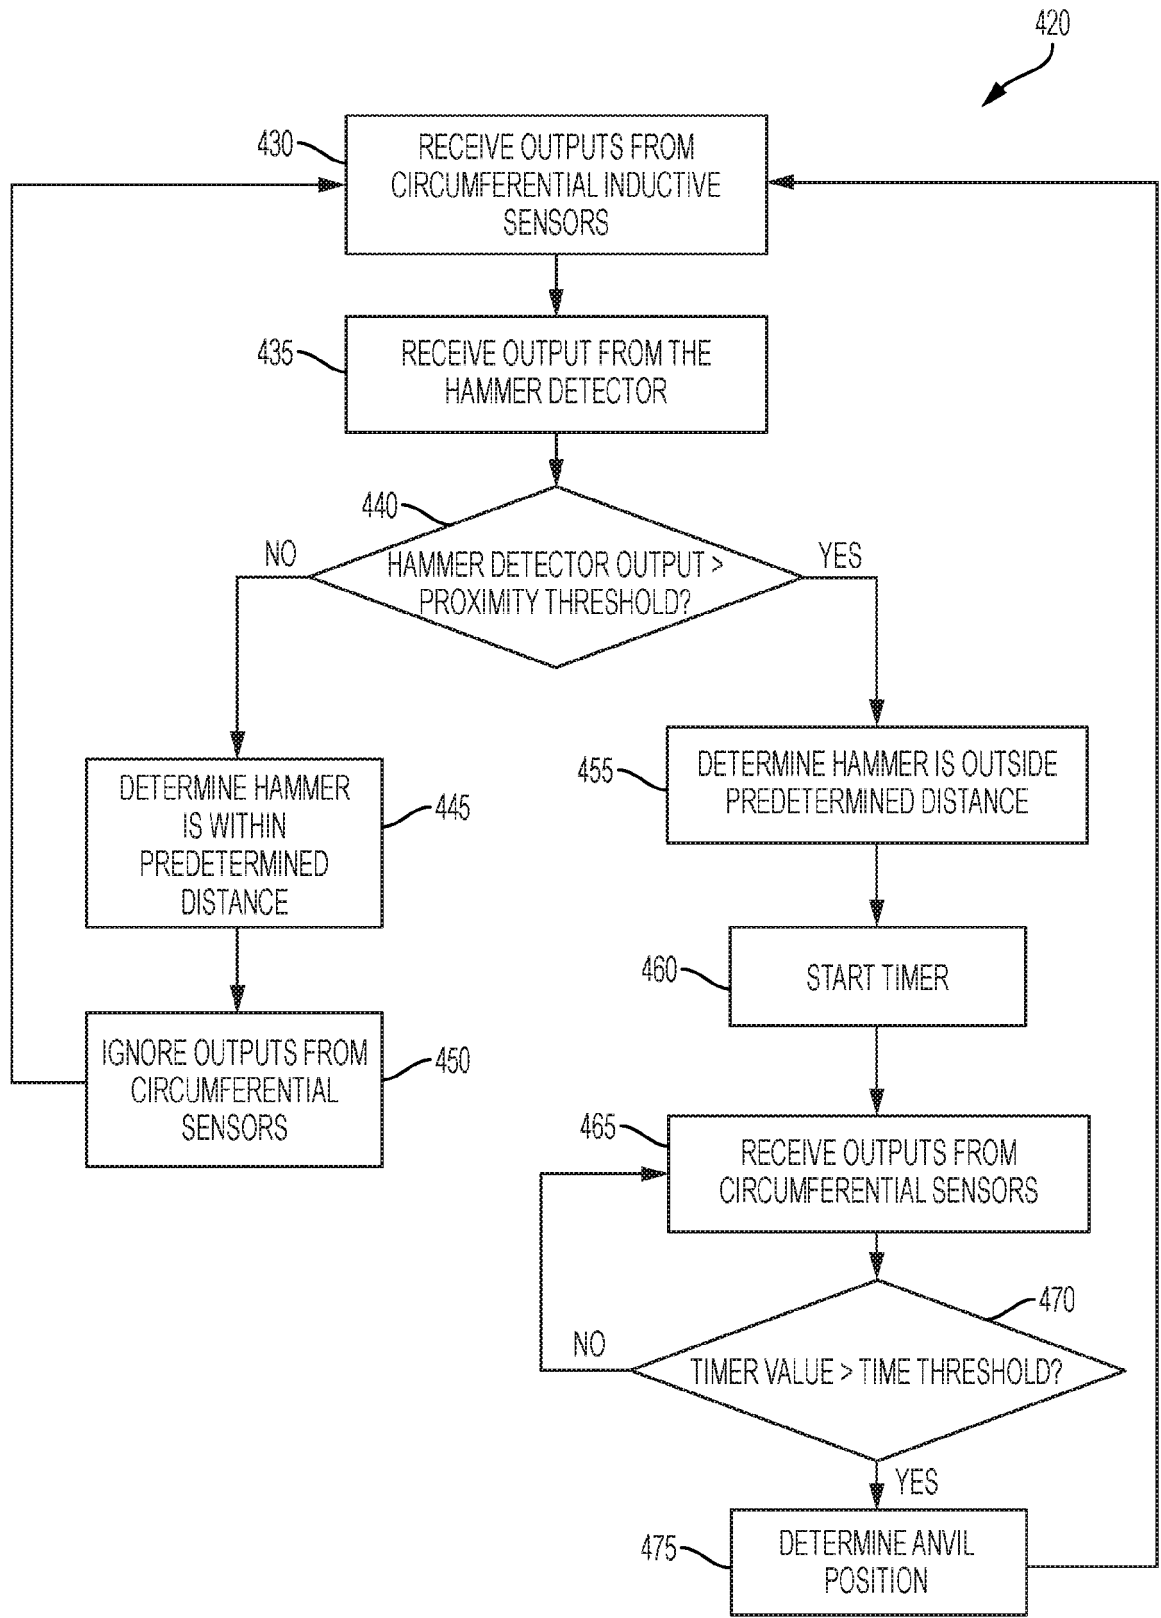 420
430
RECEIVE OUTPUTS FROM
CIRCUMFERENTIAL INDUCTIVE
SENSORS
435
RECEIVE OUTPUT FROM THE
HAMMER DETECTOR
440
HAMMER DETECTOR OUTPUT >
PROXIMITY THRESHOLD?
NO
YES
DETERMINE HAMMER
IS WITHIN
PREDETERMINED
DISTANCE
445
455
DETERMINE HAMMER IS OUTSIDE
PREDETERMINED DISTANCE
460
START TIMER
IGNORE OUTPUTS FROM
CIRCUMFERENTIAL
SENSORS
450
465
RECEIVE OUTPUTS FROM
CIRCUMFERENTIAL SENSORS
470
NO
TIMER VALUE > TIME THRESHOLD?
YES
475
DETERMINE ANVIL
POSITION